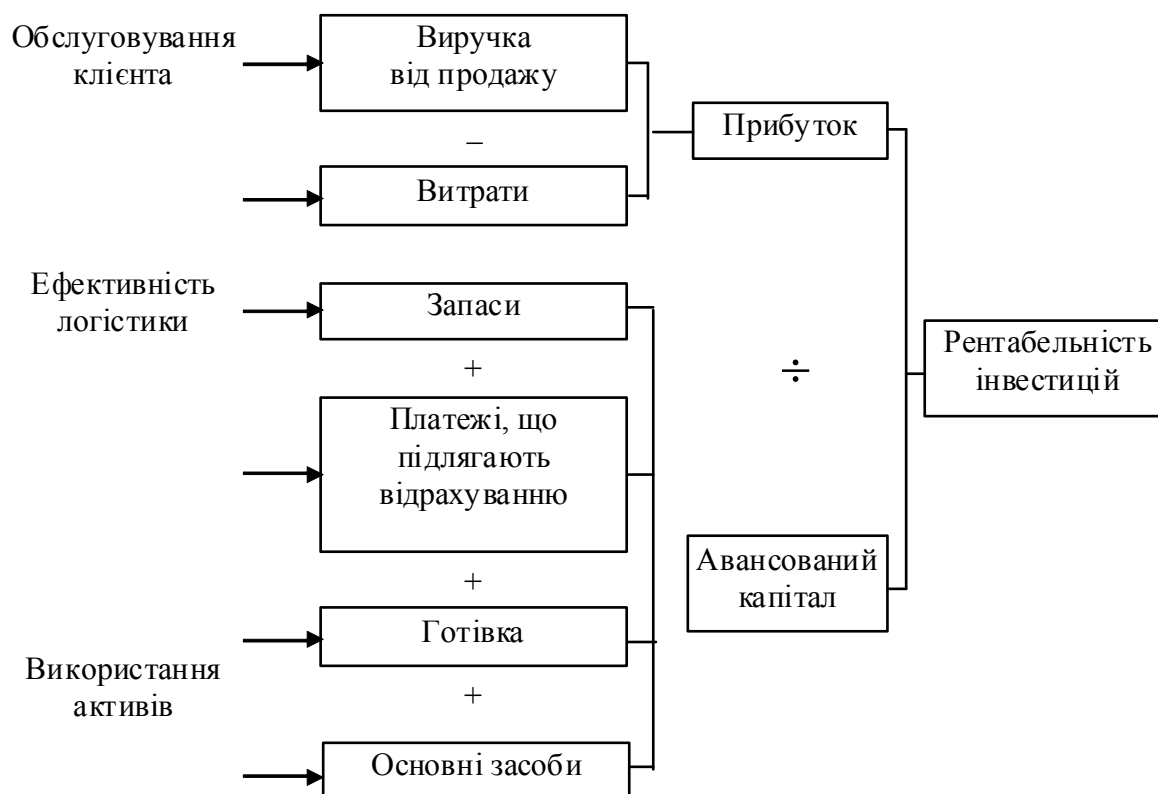 Обслуговування
клієнта
Виручка
від продажу
–
Витрати
Прибуток
Ефективність
логістики
Запаси
+
Платежі, що
підлягають
відрахуванню
+
Готівка
+
Основні засоби
Використання
активів
÷
Авансований
капітал
Рентабельність
інвестицій